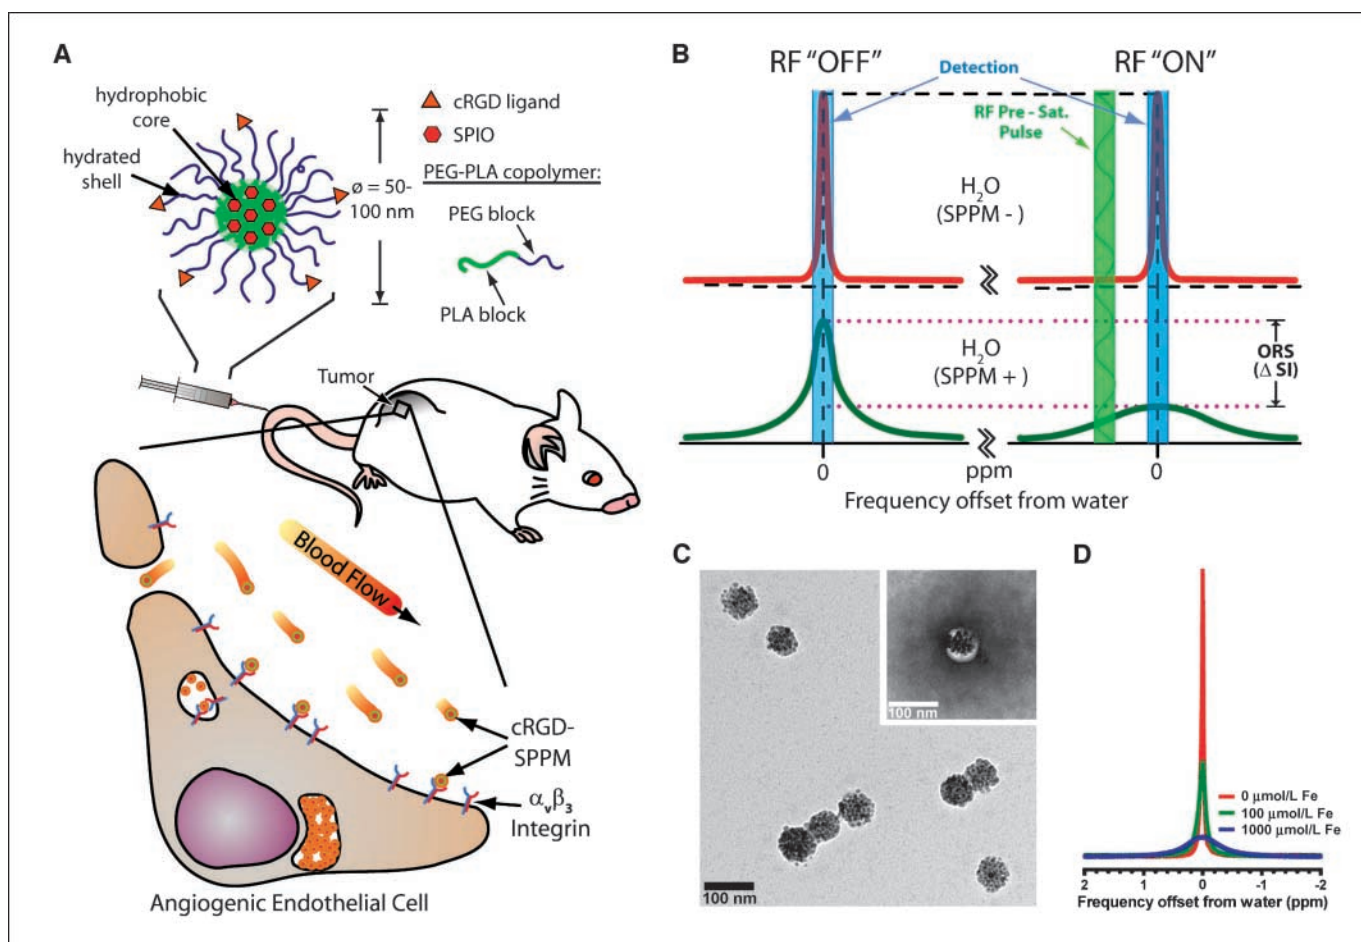 A
hydrophobic
core
hydrated
shell
cRGD ligand
SPIO
PEG-PLA copolymer:
ø = 50-
100 nm
PEG block
PLA block
Tumor
Blood Flow
cRGD-
SPPM
αvβ3
Integrin
Angiogenic Endothelial Cell
B
RF "OFF"
Detection
RF "ON"
RF Pre - Sat.
Pulse
H2O
(SPPM - )
H2O
(SPPM + )
ORS
(Δ SI)
0
ppm
0
Frequency offset from water
C
100 nm
100 nm
D
0 μmol/L Fe
100 μmol/L Fe
1000 μmol/L Fe
2 1 0 -1 -2
Frequency offset from water (ppm)